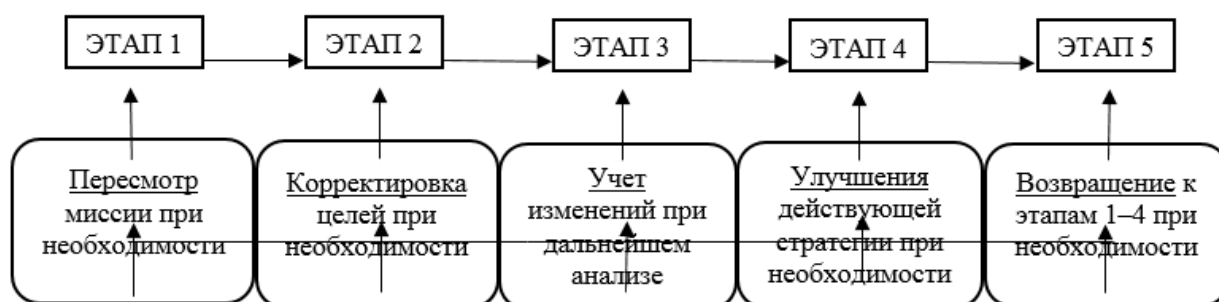 ЭТАП 1
ЭТАП 2
ЭТАП 3
ЭТАП 4
ЭТАП 5
Пересмотр
миссии при
необходимости
Корректировка
целей при
необходимости
Учет
изменений при
дальнейшем
анализе
Улучшения
действующей
стратегии при
необходимости
Возвращение к
этапам 1–4 при
необходимости